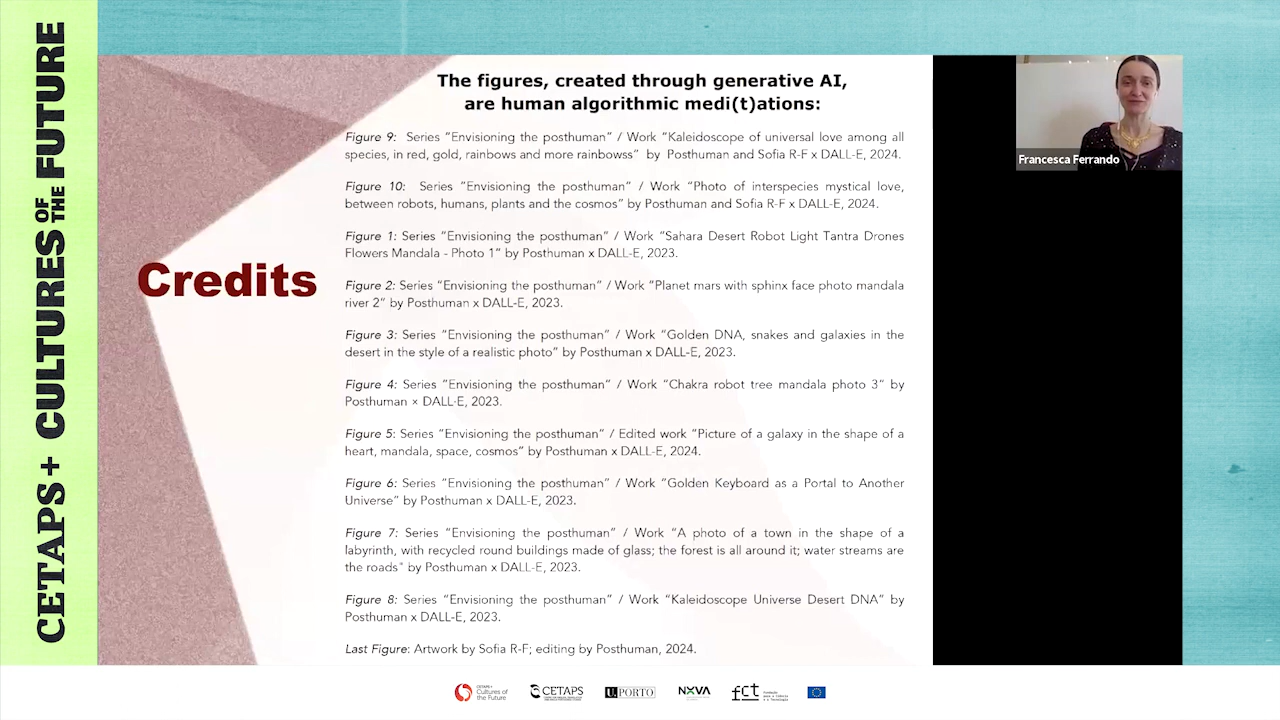 CETAPS+ CULTURES OF THE FUTURE
The figures, created through generative AI,
are human algorithmic medi(t)ations:
Credits
Figure 9: Series “Envisioning the posthuman” / Work “Kaleidoscope of universal love among all
species, in red, gold, rainbows and more rainbowss” by Posthuman and Sofia R-F x DALL-E, 2024.
Figure 10: Series “Envisioning the posthuman” / Work “Photo of interspecies mystical love,
between robots, humans, plants and the cosmos” by Posthuman and Sofia R-F x DALL-E, 2024.
Figure 1: Series “Envisioning the posthuman” / Work “Sahara Desert Robot Light Tantra Drones
Flowers Mandala - Photo 1” by Posthuman x DALL-E, 2023.
Figure 2: Series “Envisioning the posthuman” / Work “Planet mars with sphinx face photo mandala
river 2” by Posthuman x DALL-E, 2023.
Figure 3: Series “Envisioning the posthuman” / Work “Golden DNA, snakes and galaxies in the
desert in the style of a realistic photo” by Posthuman x DALL-E, 2023.
Figure 4: Series “Envisioning the posthuman” / Work “Chakra robot tree mandala photo 3” by
Posthuman × DALL·E, 2023.
Figure 5: Series “Envisioning the posthuman” / Edited work “Picture of a galaxy in the shape of a
heart, mandala, space, cosmos” by Posthuman x DALL-E, 2024.
Figure 6: Series “Envisioning the posthuman” / Work “Golden Keyboard as a Portal to Another
Universe” by Posthuman x DALL-E, 2023.
Figure 7: Series “Envisioning the posthuman” / Work “A photo of a town in the shape of a
labyrinth, with recycled round buildings made of glass; the forest is all around it; water streams are
the roads" by Posthuman x DALL-E, 2023.
Figure 8: Series “Envisioning the posthuman” / Work “Kaleidoscope Universe Desert DNA” by
Posthuman x DALL-E, 2023.
Last Figure: Artwork by Sofia R-F; editing by Posthuman, 2024.
Francesca Ferrando
CETAPS+
Cultures of
the Future
CETAPS
U.PORTO
NOVA
fct